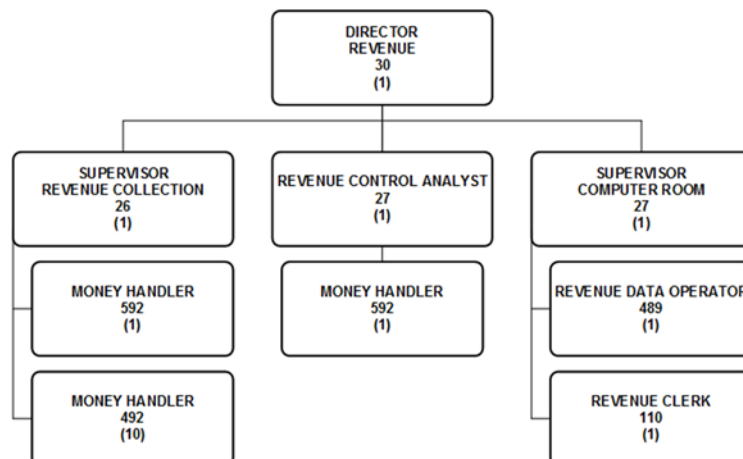 DIRECTOR
REVENUE
30
(1)
SUPERVISOR
REVENUE COLLECTION
26
(1)
REVENUE CONTROL ANALYST
27
(1)
SUPERVISOR
COMPUTER ROOM
27
(1)
MONEY HANDLER
592
(1)
MONEY HANDLER
592
(1)
REVENUE DATA OPERATOR
489
(1)
MONEY HANDLER
492
(10)
REVENUE CLERK
110
(1)